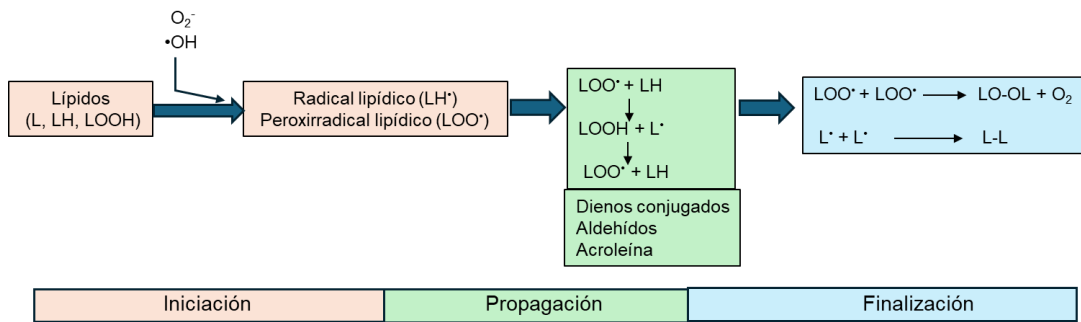 O₂⁻
•OH
Lípidos
(L, LH, LOOH)
Radical lipídico (LH•)
Peroxirradical lipídico (LOO•)
LOO• + LH
LOOH + L•
LOO• + LH
Dienos conjugados
Aldehídos
Acroleína
LOO• + LOO• → LO-OL + O₂
L• + L• → L-L
Iniciación
Propagación
Finalización